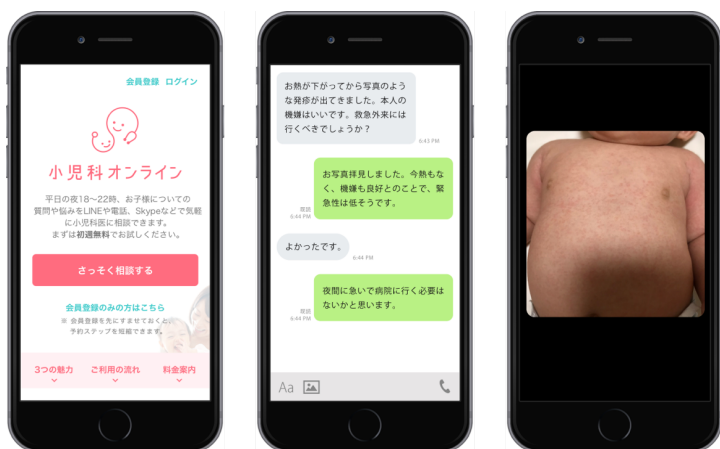 会員登録 ログイン
小児科オンライン
平日の夜18〜22時、お子様についての
質問や悩みをLINEや電話、Skypeなどで気軽
に小児科医に相談できます。
まずは初週無料でお試しください。
さっそく相談する
会員登録のみの方はこちら
※ 会員登録を先にすませておくと、
予約ステップを短縮できます。
3つの魅力 ご利用の流れ 料金案内
お熱が下がってから写真のよう
な発疹が出てきました。本人の
機嫌はいいです。救急外来には
行くべきでしょうか？
6:43 PM
お写真拝見しました。今熱もな
く、機嫌も良好とのことで、緊
急性は低そうです。
既読
6:44 PM
よかったです。
6:44 PM
夜間に急いで病院に行く必要は
ないかと思います。
既読
6:44 PM
Aa